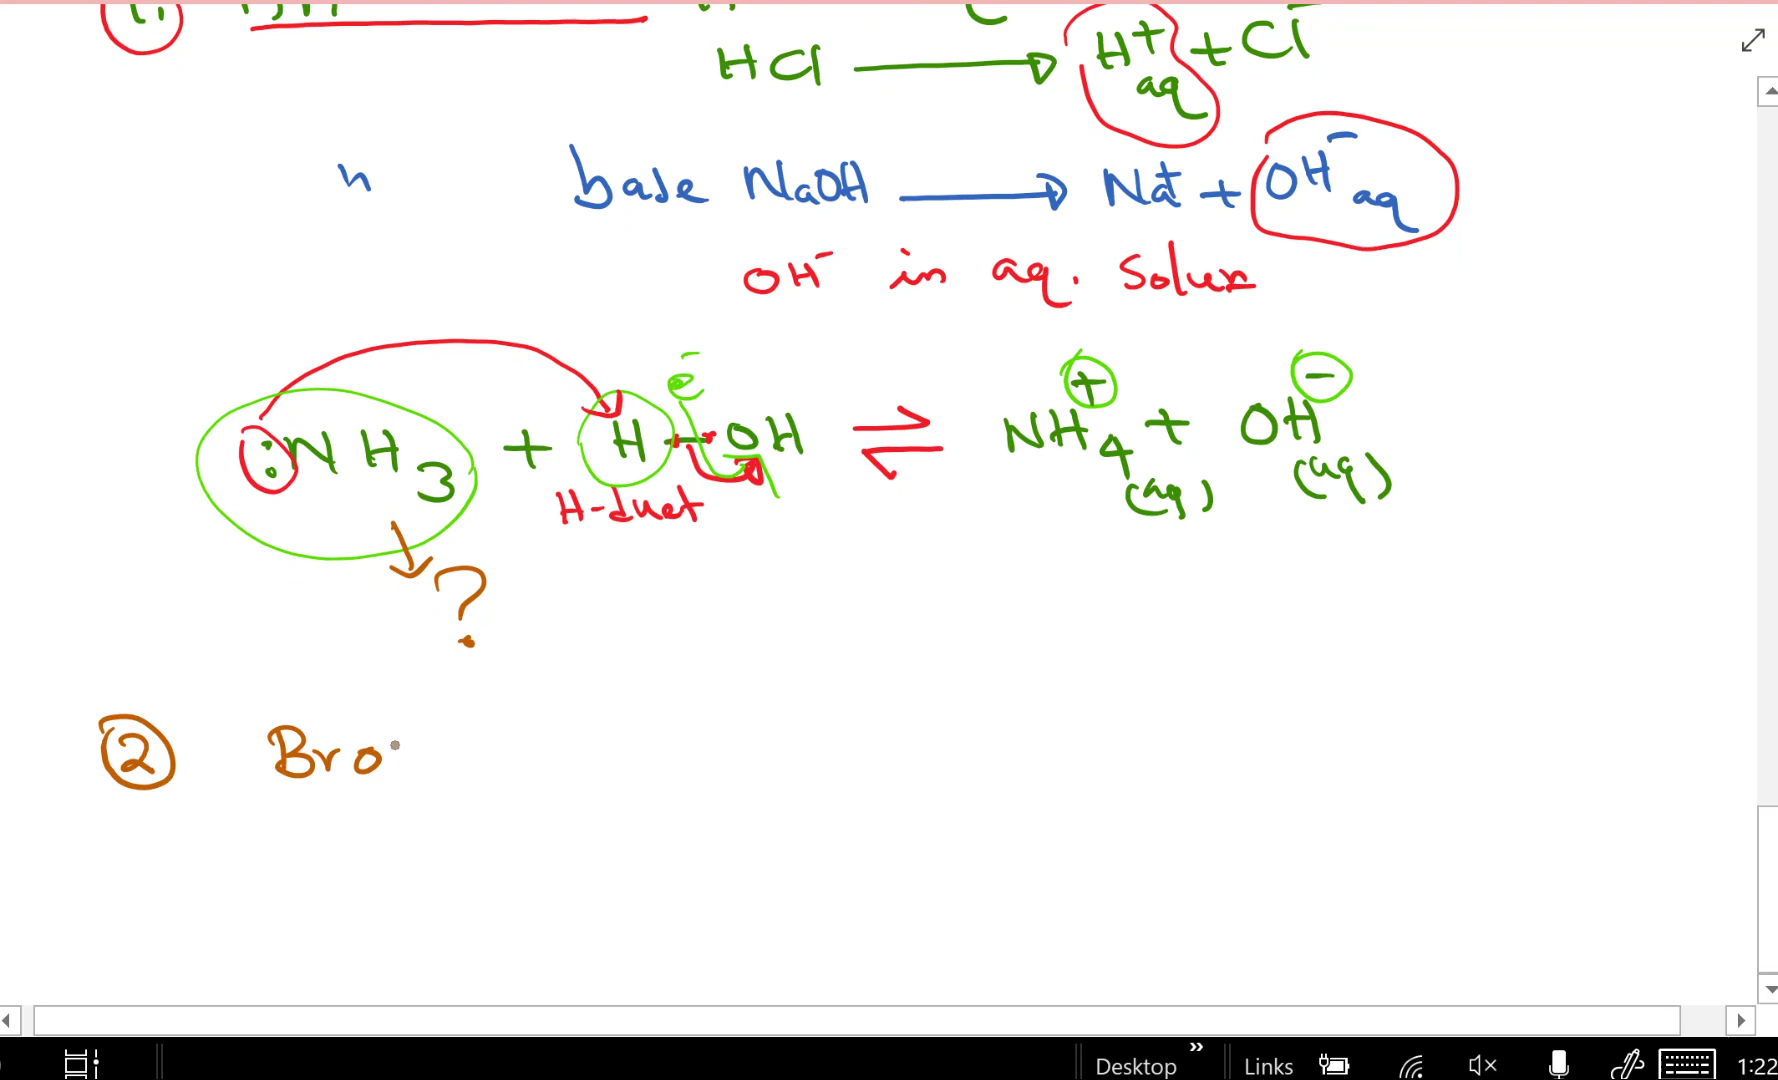 (1.)
HCl ⟶ H⁺ aq + Cl⁻
base NaOH ⟶ Na⁺ + OH⁻ aq
OH⁻ in aq. Solun
e⁻
:NH3 + H-OH ⇌ NH4⁺ (aq) + OH⁻ (aq)
H-duet
?
2 Bro
Desktop » Links 1:22